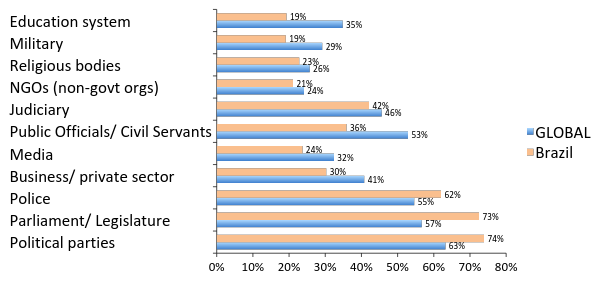 Education system 19% 35%
Military 19% 29%
Religious bodies 23% 26%
NGOs (non-govt orgs) 21% 24%
Judiciary 42% 46%
Public Officials/ Civil Servants 36% 53%
Media 24% 32%
Business/ private sector 30% 41%
Police 62% 55%
Parliament/ Legislature 73% 57%
Political parties 74% 63%
0% 10% 20% 30% 40% 50% 60% 70% 80%
GLOBAL
Brazil